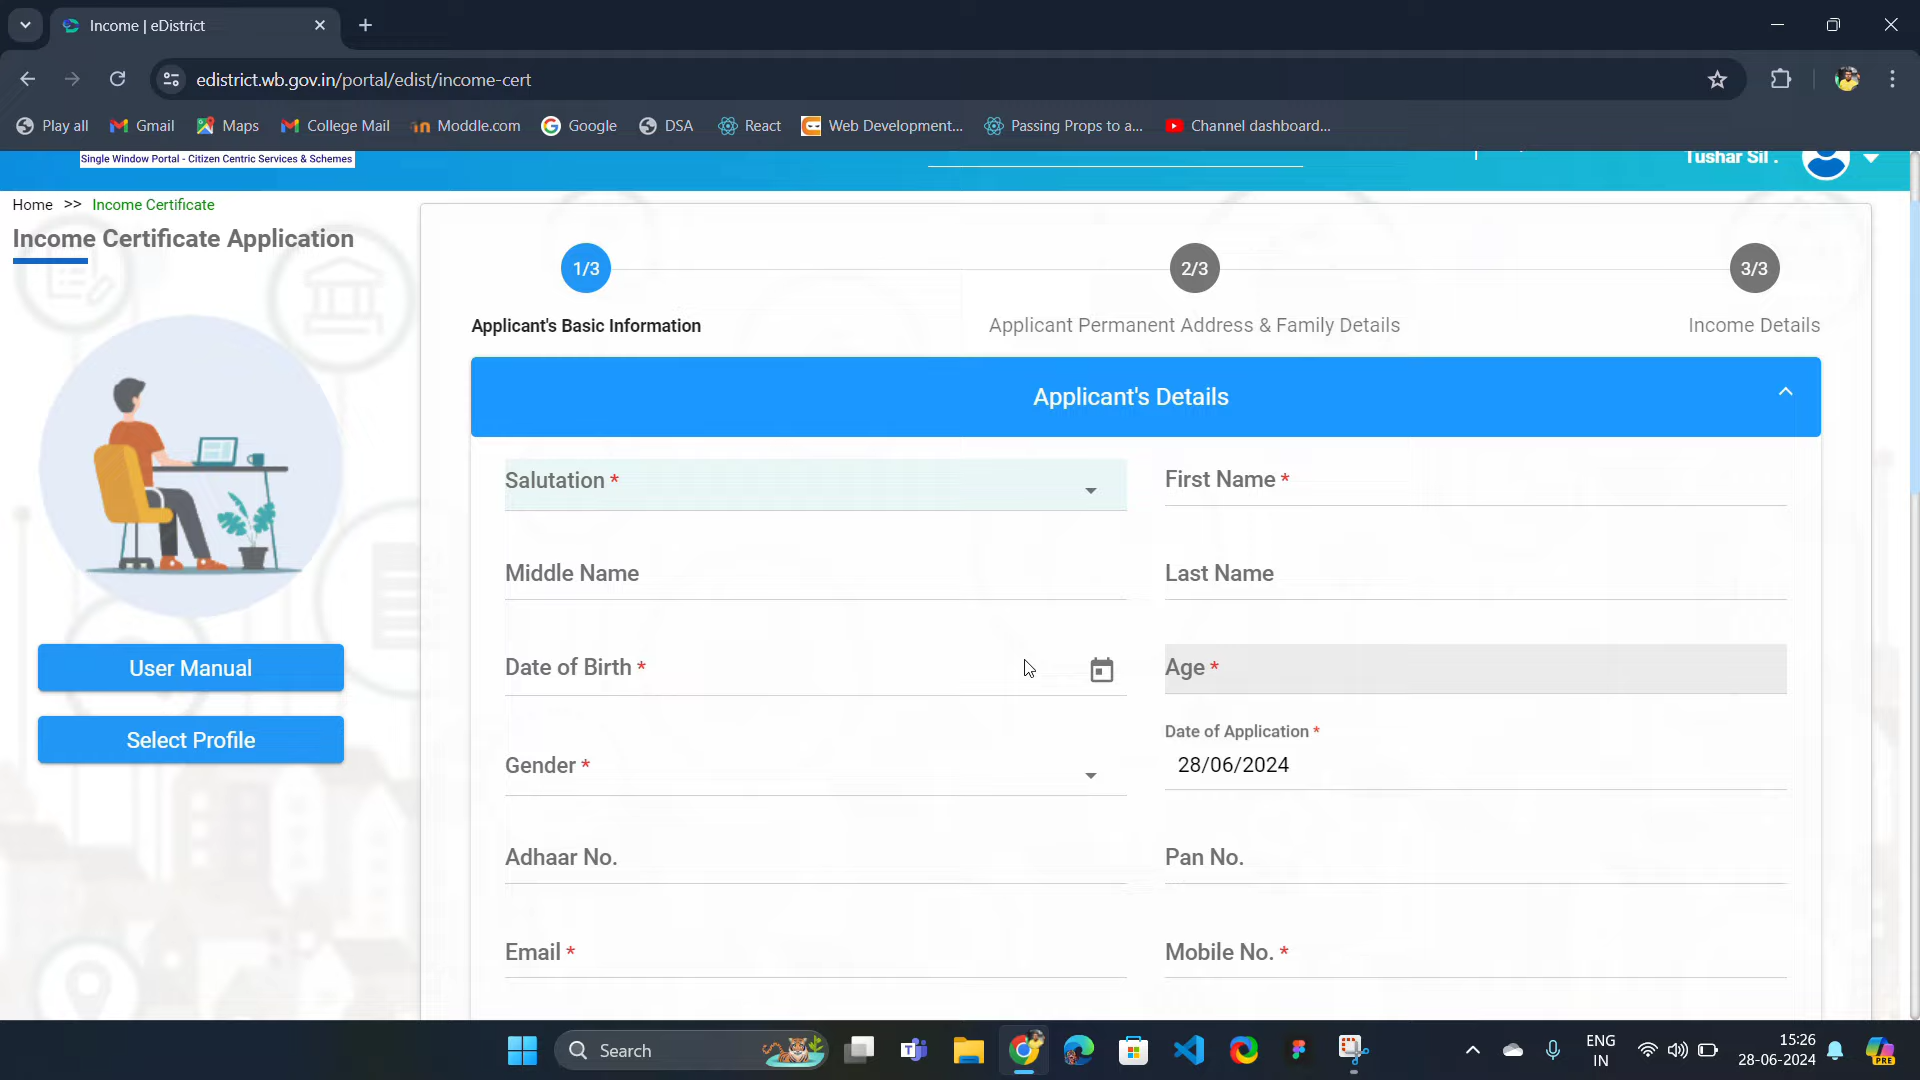 Income | eDistrict
edistrict.wb.gov.in/portal/edist/income-cert
Play all Gmail Maps College Mail Moddle.com Google DSA React Web Development... Passing Props to a... Channel dashboard...
Single Window Portal - Citizen Centric Services & Schemes
Tushar Sil .
Home >> Income Certificate
Income Certificate Application
1/3 2/3 3/3
Applicant's Basic Information Applicant Permanent Address & Family Details Income Details
Applicant's Details
Salutation * First Name *
Middle Name Last Name
Date of Birth * Age *
User Manual
Select Profile
Date of Application *
Gender * 28/06/2024
Adhaar No. Pan No.
Email * Mobile No. *
Search
ENG
IN
15:26
28-06-2024
PRE